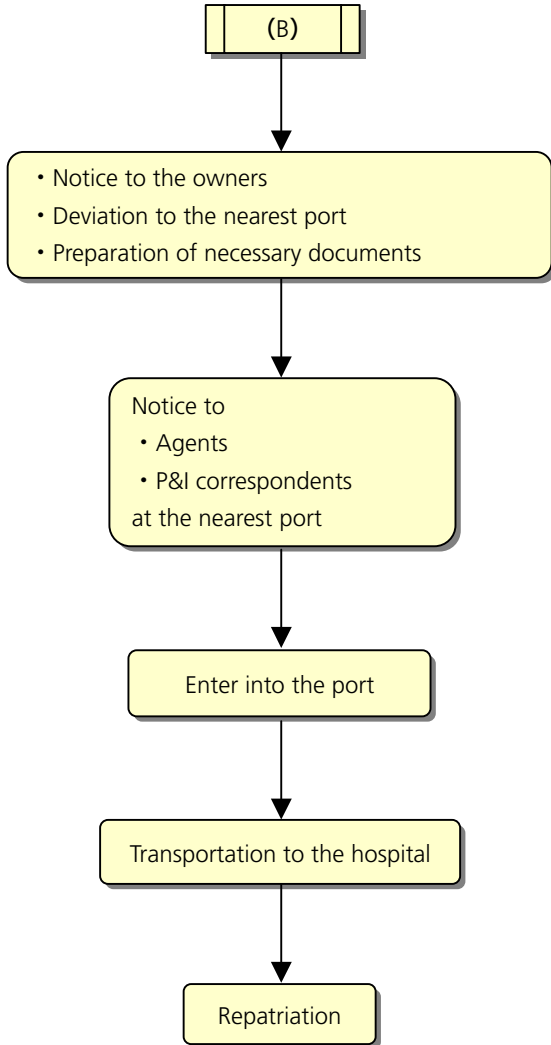 (B)
・Notice to the owners
・Deviation to the nearest port
・Preparation of necessary documents
Notice to
・Agents
・P&I correspondents
at the nearest port
Enter into the port
Transportation to the hospital
Repatriation